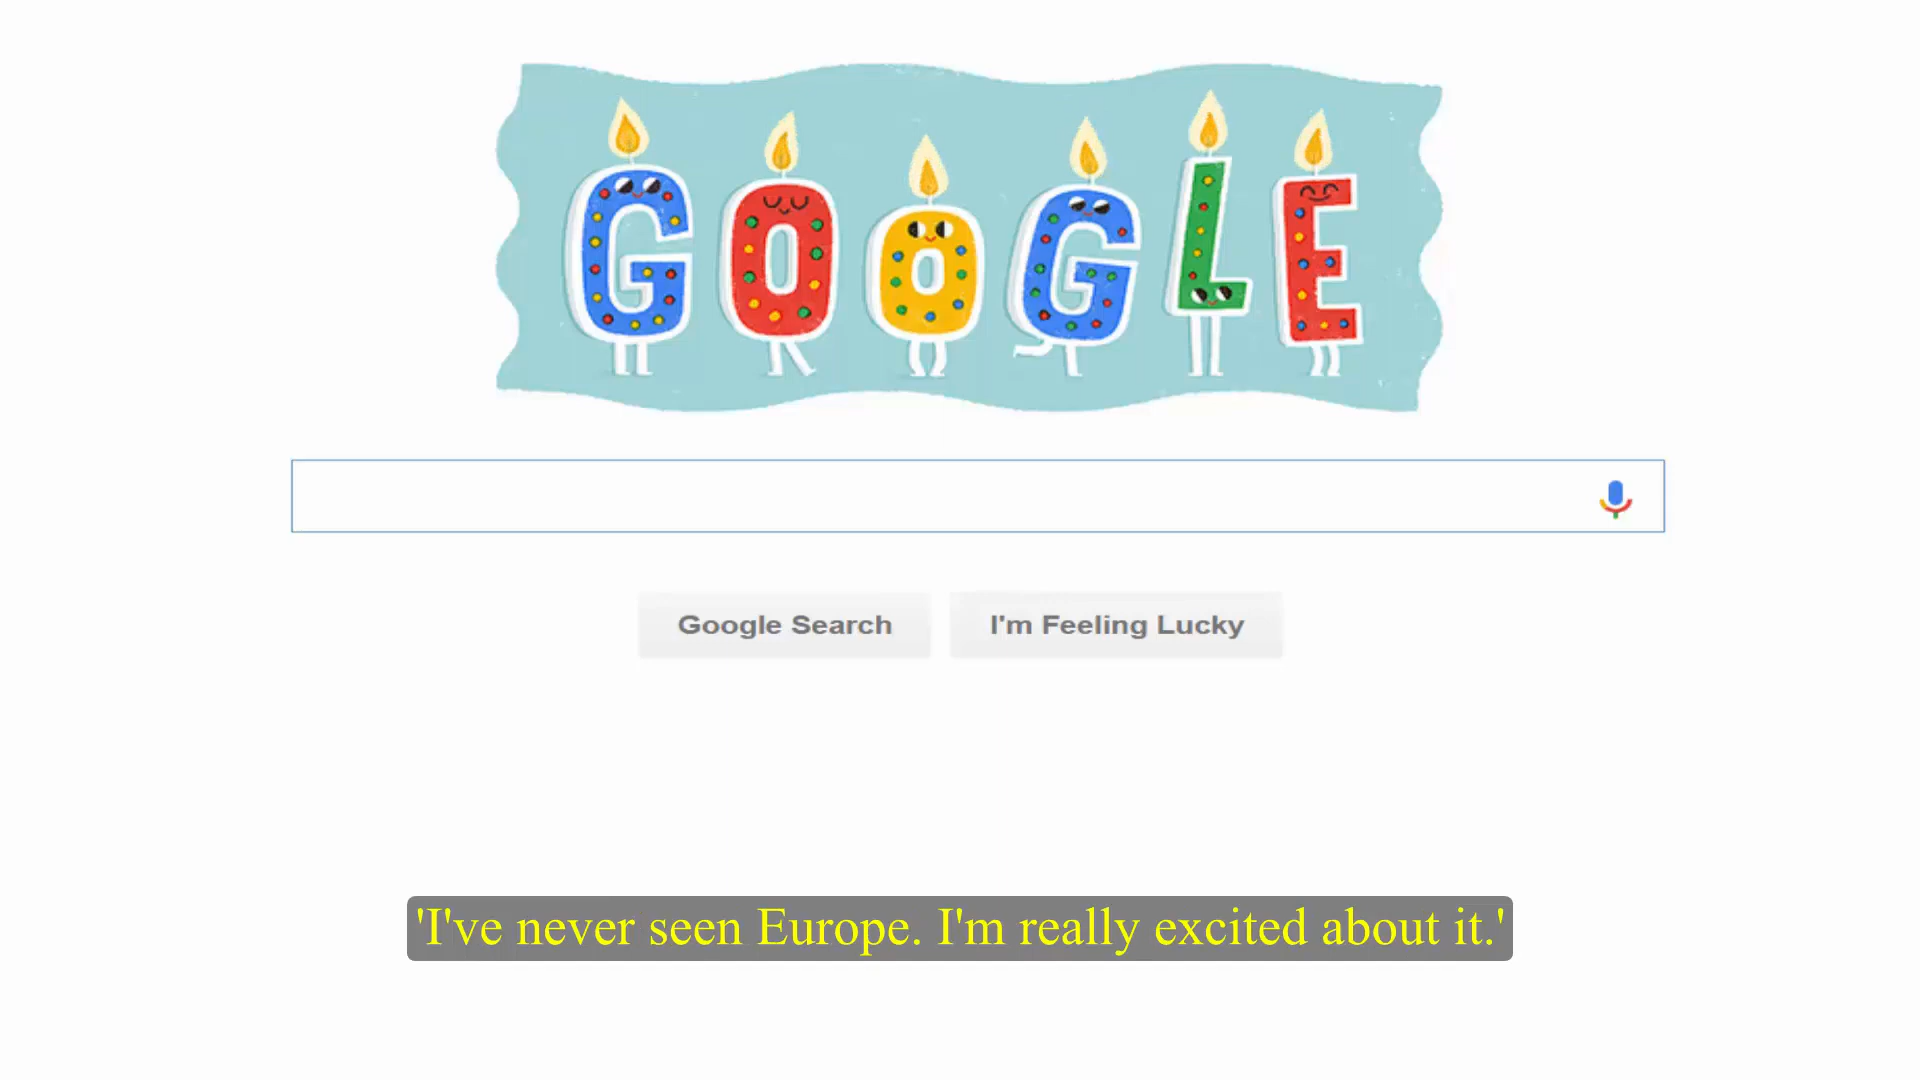 GOOGLE
Google Search I'm Feeling Lucky
'I've never seen Europe. I'm really excited about it.'